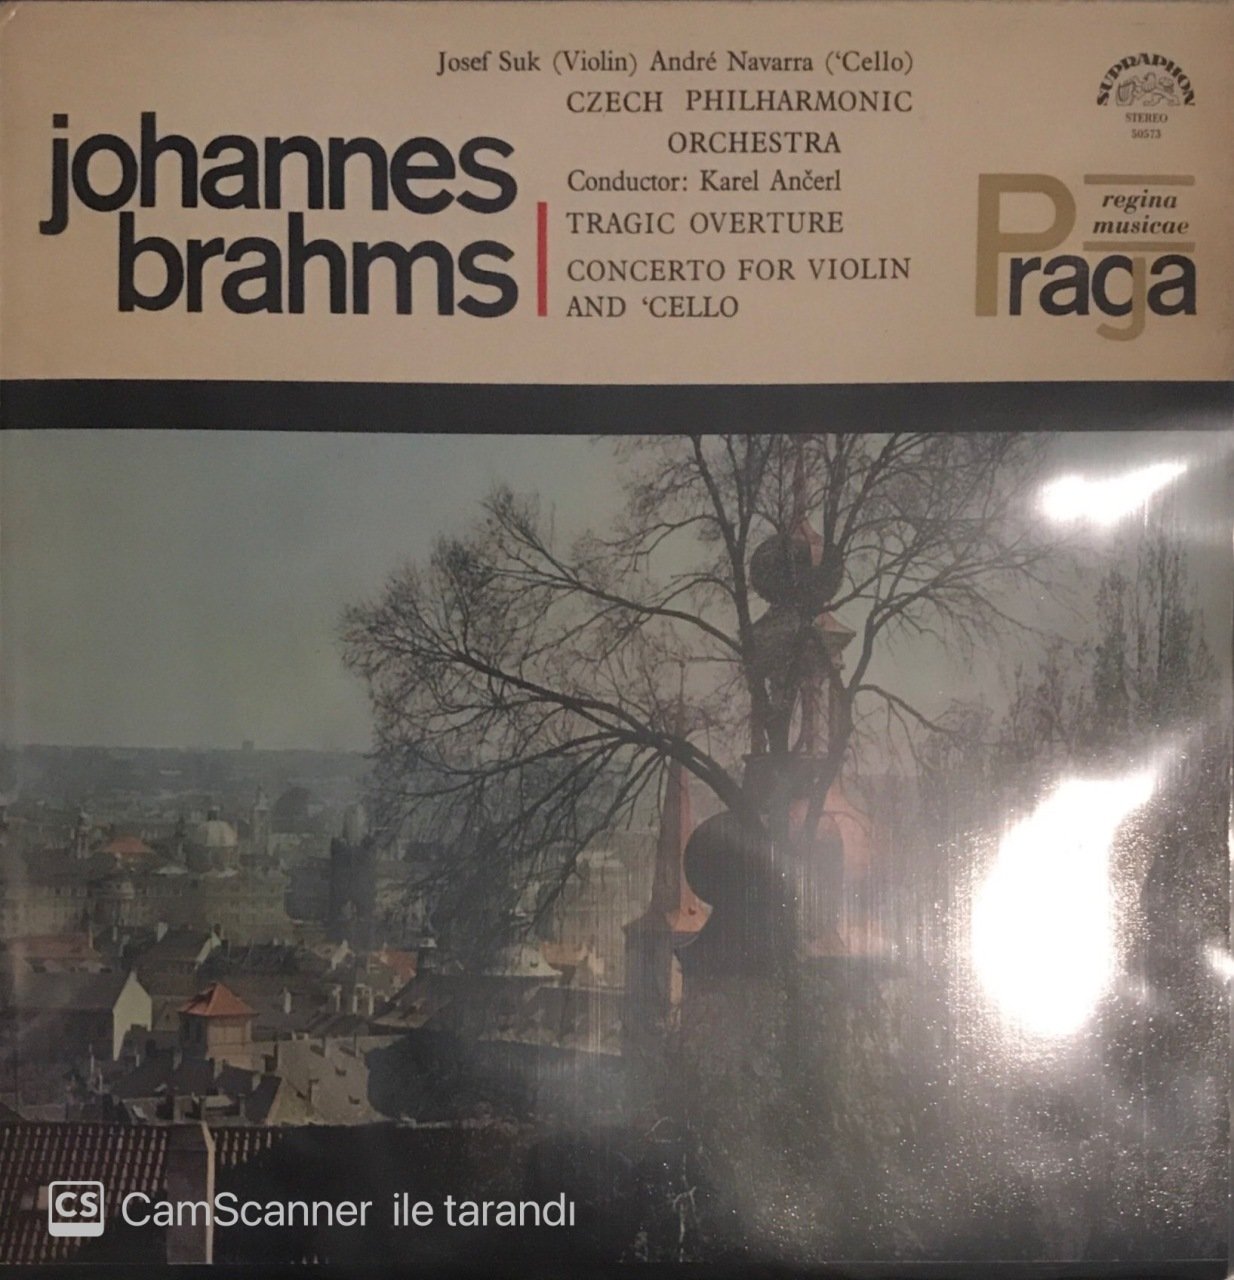 Josef Suk (Violin) André Navarra (‘Cello)
CZECH PHILHARMONIC
ORCHESTRA
Conductor: Karel Ančerl
TRAGIC OVERTURE
CONCERTO FOR VIOLIN
AND ‘CELLO
johannes
brahms
SUPRAPHON
STEREO
50573
regina
musicae
Praga
CS CamScanner ile tarandı